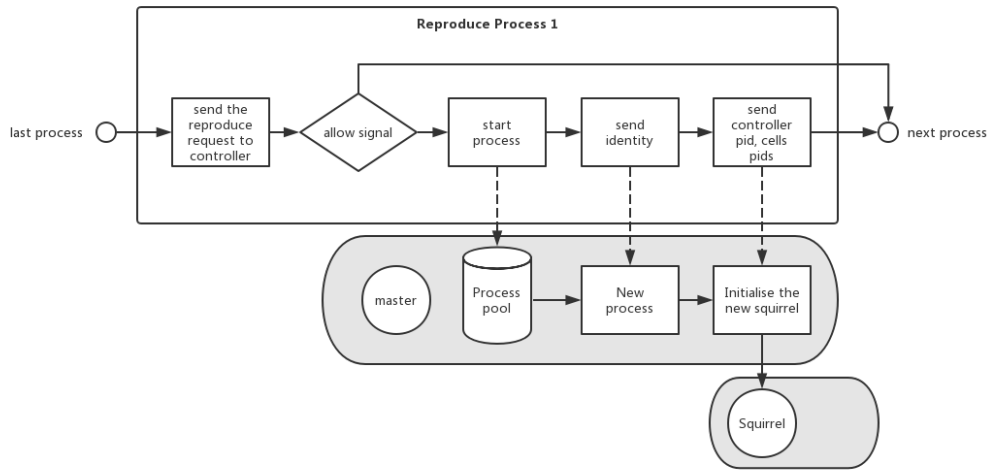 Reproduce Process 1
last process
send the
reproduce
request to
controller
allow signal
start
process
send
identity
send
controller
pid, cells
pids
next process
master
Process
pool
New
process
Initialise the
new squirrel
Squirrel